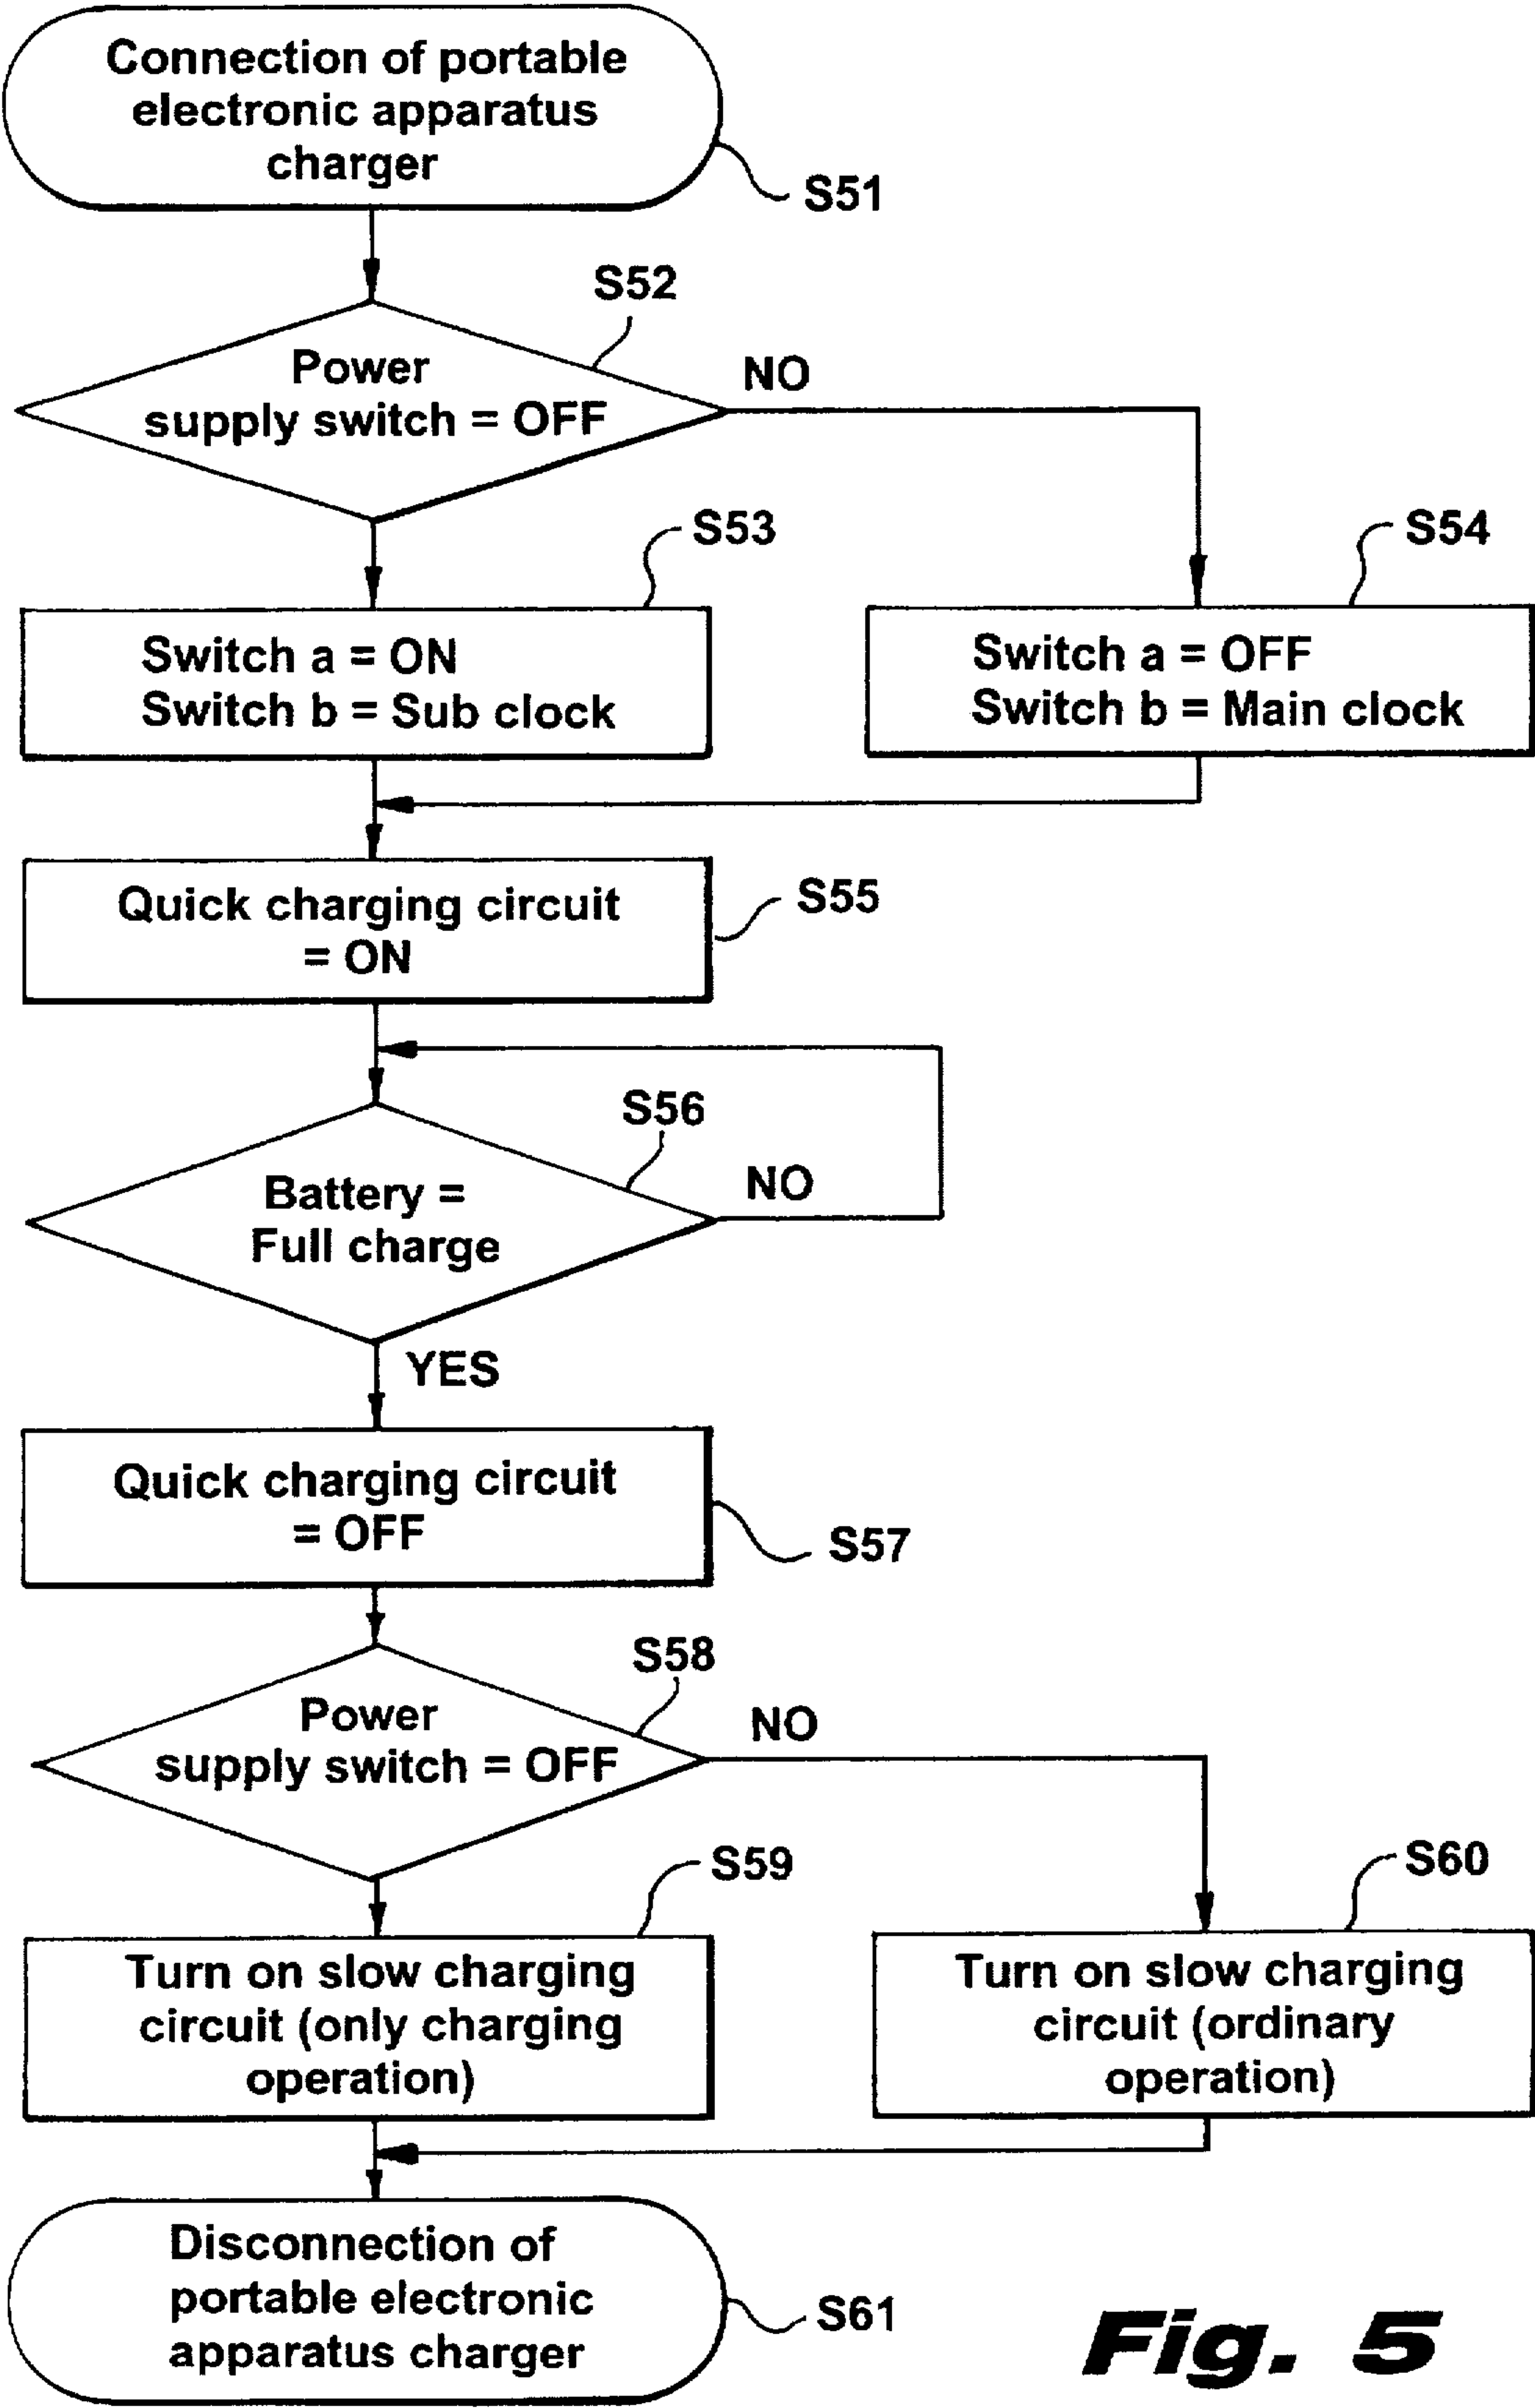 Connection of portable
electronic apparatus
charger
S51
S52
Power
supply switch = OFF
NO
S53
S54
Switch a = ON
Switch b = Sub clock
Switch a = OFF
Switch b = Main clock
Quick charging circuit
= ON
S55
S56
Battery =
Full charge
NO
YES
Quick charging circuit
= OFF
S57
S58
Power
supply switch = OFF
NO
S59
S60
Turn on slow charging
circuit (only charging
operation)
Turn on slow charging
circuit (ordinary
operation)
Disconnection of
portable electronic
apparatus charger
S61
Fig. 5